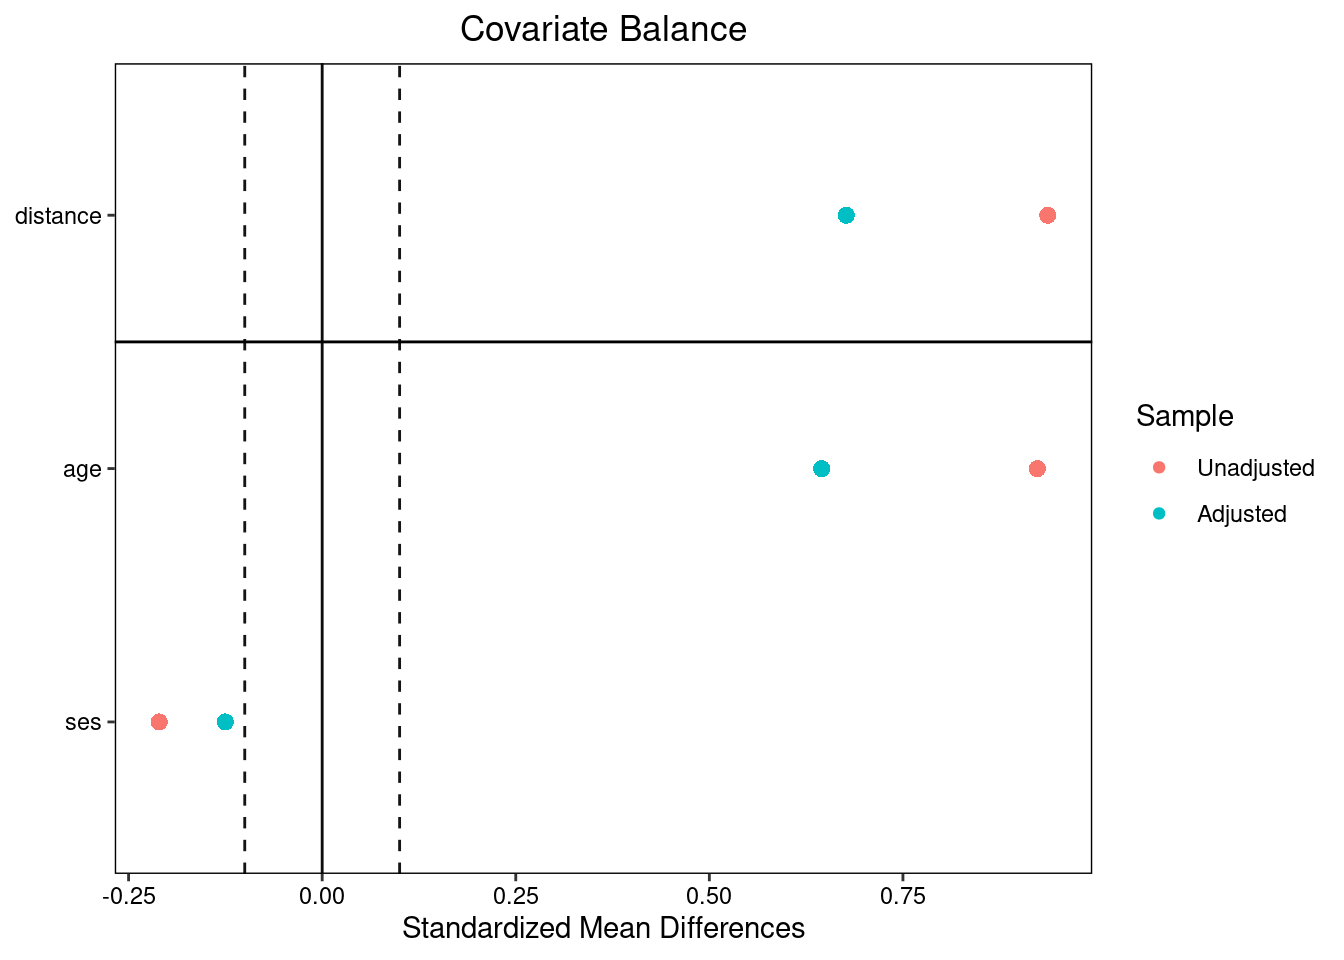 Covariate Balance
distance
age
ses
-0.25
0.00
0.25
0.50
0.75
Standardized Mean Differences
Sample
Unadjusted
Adjusted